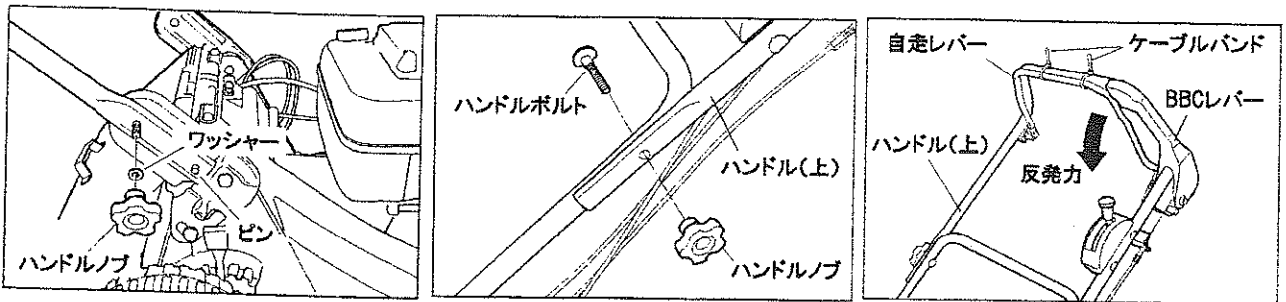 ワッシャー
ピン
ハンドルノブ
ハンドルボルト
ハンドル(上)
ハンドルノブ
自走レバー
ケーブルバンド
BBCレバー
ハンドル(上)
反発力